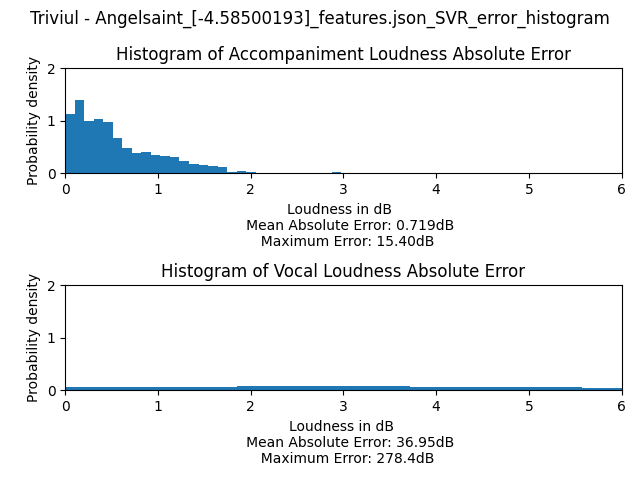 Triviul - Angelsaint_[-4.58500193]_features.json_SVR_error_histogram
Histogram of Accompaniment Loudness Absolute Error
Probability density
2
1
0
0 1 2 3 4 5 6
Loudness in dB
Mean Absolute Error: 0.719dB
Maximum Error: 15.40dB
Histogram of Vocal Loudness Absolute Error
Probability density
2
1
0
0 1 2 3 4 5 6
Loudness in dB
Mean Absolute Error: 36.95dB
Maximum Error: 278.4dB